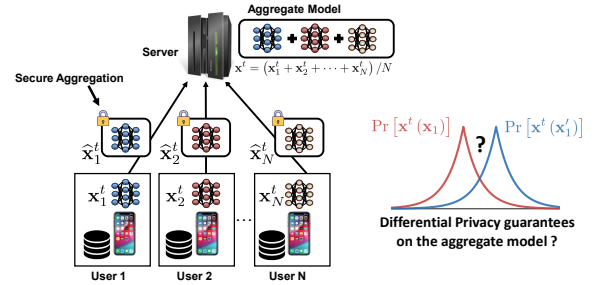 Aggregate Model
Server
+ +
x^t = (x_1^t + x_2^t + ⋯ + x_N^t) /N
Secure Aggregation
x̂_1^t x̂_2^t x̂_N^t
x_1^t x_2^t x_N^t
...
User 1 User 2 User N
Pr [x^t (x_1)] ? Pr [x^t (x_1')]
Differential Privacy guarantees
on the aggregate model ?